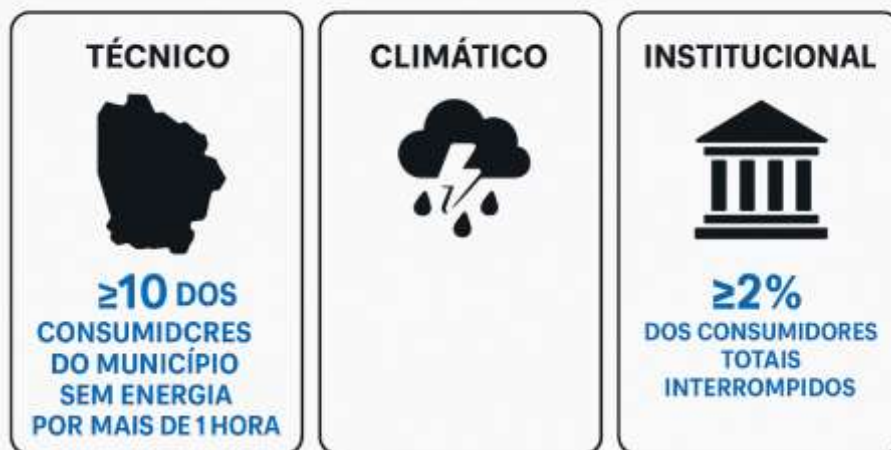 TÉCNICO
≥10 DOS
CONSUMIDCRES
DO MUNICÍPIO
SEM ENERGIA
POR MAIS DE 1 HORA
CLIMÁTICO
INSTITUCIONAL
≥2%
DOS CONSUMIDORES
TOTAIS
INTERROMPIDOS